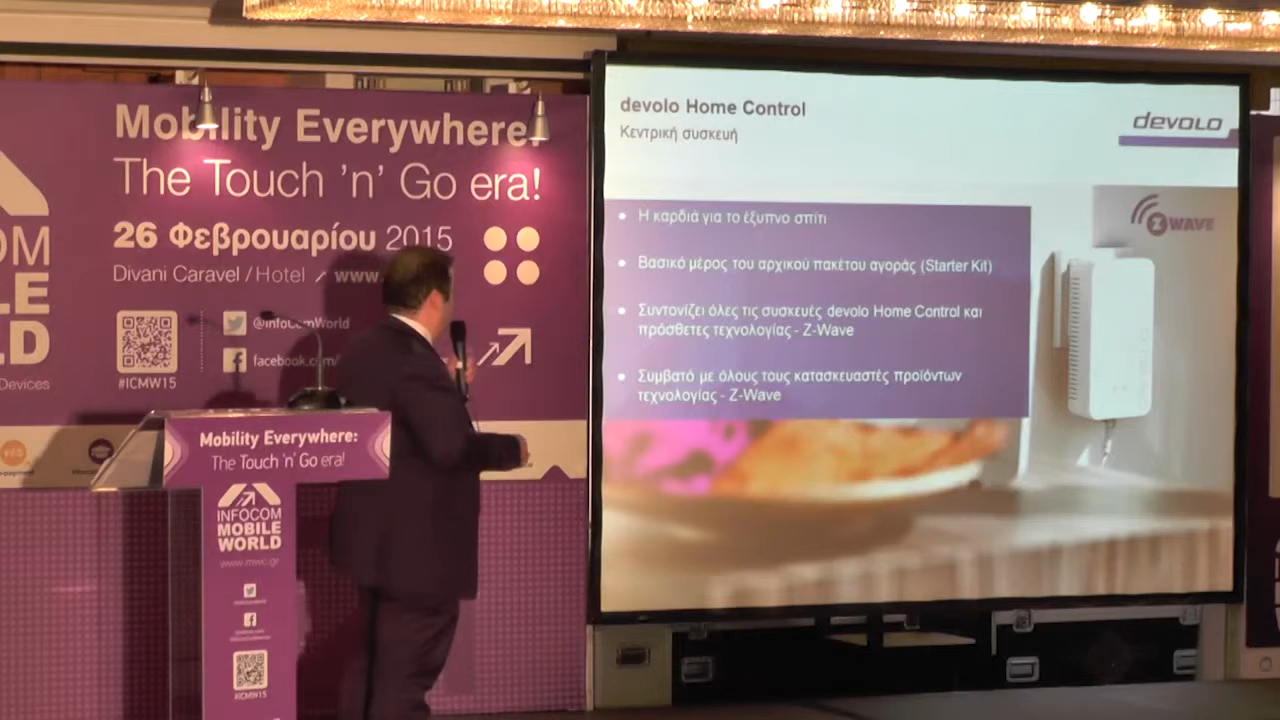 Mobility Everywhere:
The Touch 'n' Go era!
26 Φεβρουαρίου 2015
Divani Caravel / Hotel ↗ www.
@InfoComWorld
facebook.com/
#ICMW15
Devices
Mobility Everywhere:
The Touch 'n' Go era!
INFOCOM
MOBILE
WORLD
www.mwc.gr
#ICMW15
devolo Home Control
Κεντρική συσκευή
devolo
Z WAVE
• Η καρδιά για το έξυπνο σπίτι
• Βασικό μέρος του αρχικού πακέτου αγοράς (Starter Kit)
• Συντονίζει όλες τις συσκευές devolo Home Control και
πρόσθετες τεχνολογίας - Z-Wave
• Συμβατό με όλους τους κατασκευαστές προϊόντων
τεχνολογίας - Z-Wave